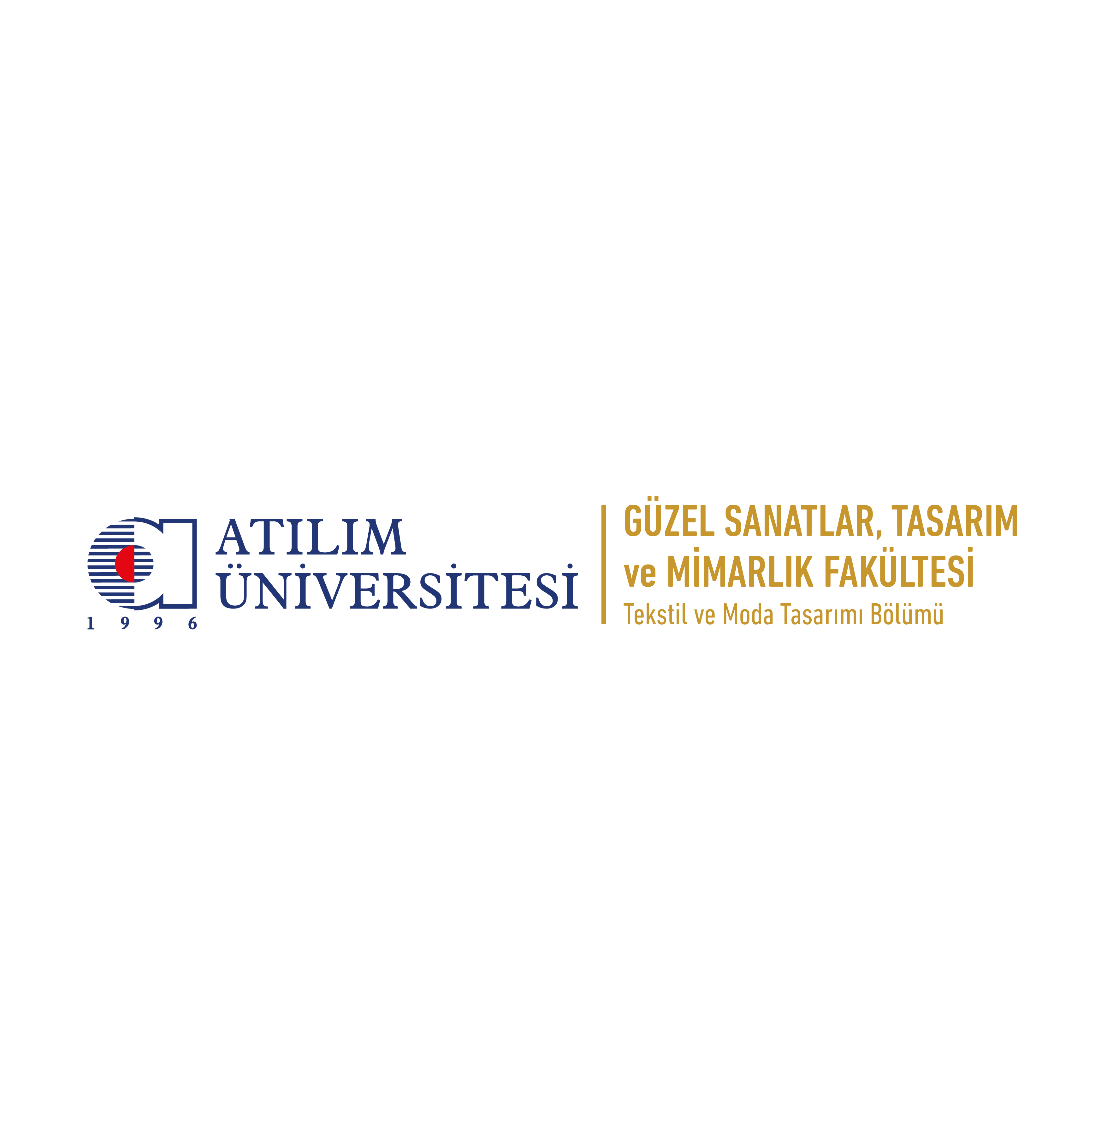 ATILIM
ÜNİVERSİTESİ
1 9 9 6
GÜZEL SANATLAR, TASARIM
ve MİMARLIK FAKÜLTESİ
Tekstil ve Moda Tasarımı Bölümü